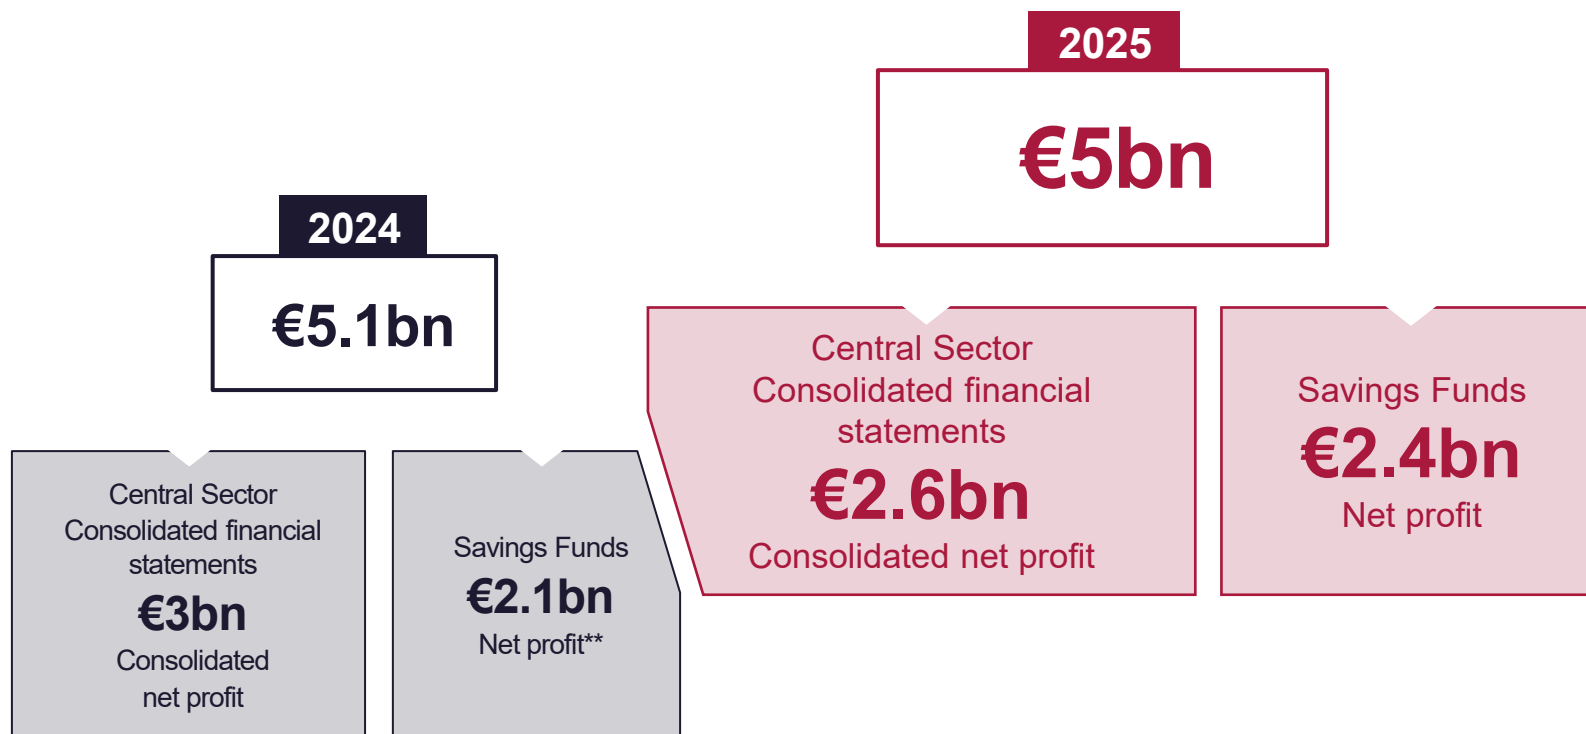 2024
€5.1bn
Central Sector
Consolidated financial
statements
€3bn
Consolidated
net profit
Savings Funds
€2.1bn
Net profit**
2025
€5bn
Central Sector
Consolidated financial
statements
€2.6bn
Consolidated net profit
Savings Funds
€2.4bn
Net profit